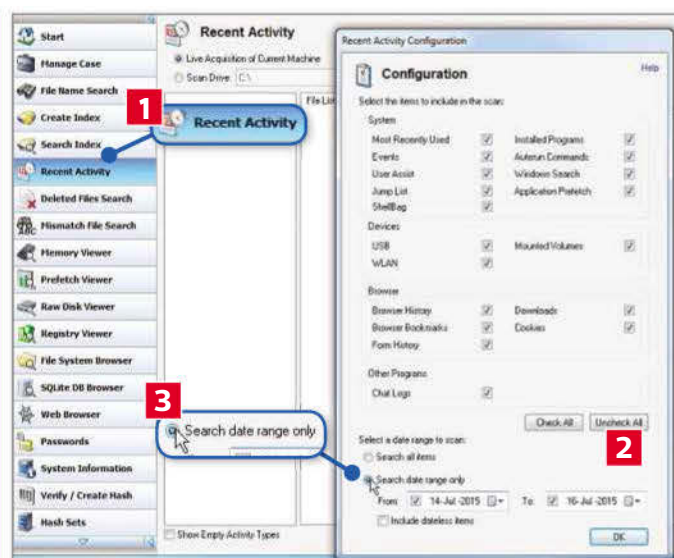 Start
Manage Case
File Name Search
Create Index
Search Index
Recent Activity
Deleted Files Search
Mismatch File Search
Memory Viewer
Prefetch Viewer
Raw Disk Viewer
Registry Viewer
File System Browser
SQLite DB Browser
Web Browser
Passwords
System Information
Verify / Create Hash
Hash Sets
Recent Activity
Live Acquisition of Current Machine
Scan Drive: C:\
File List
1
Recent Activity
3
Search date range only
Show Empty Activity Types
Recent Activity Configuration
Configuration
Help
Select the items to include in the scan:
System
Most Recently Used
Installed Programs
Events
Autorun Commands
User Assist
Windows Search
Jump List
Application Prefetch
ShellBag
Devices
USB
Mounted Volumes
WLAN
Browser
Browser History
Downloads
Browser Bookmarks
Cookies
Form History
Other Programs
Chat Logs
Check All
Uncheck All
2
Select a date range to scan:
Search all items
Search date range only
From: 14-Jul-2015 To: 16-Jul-2015
Include dateless items
OK